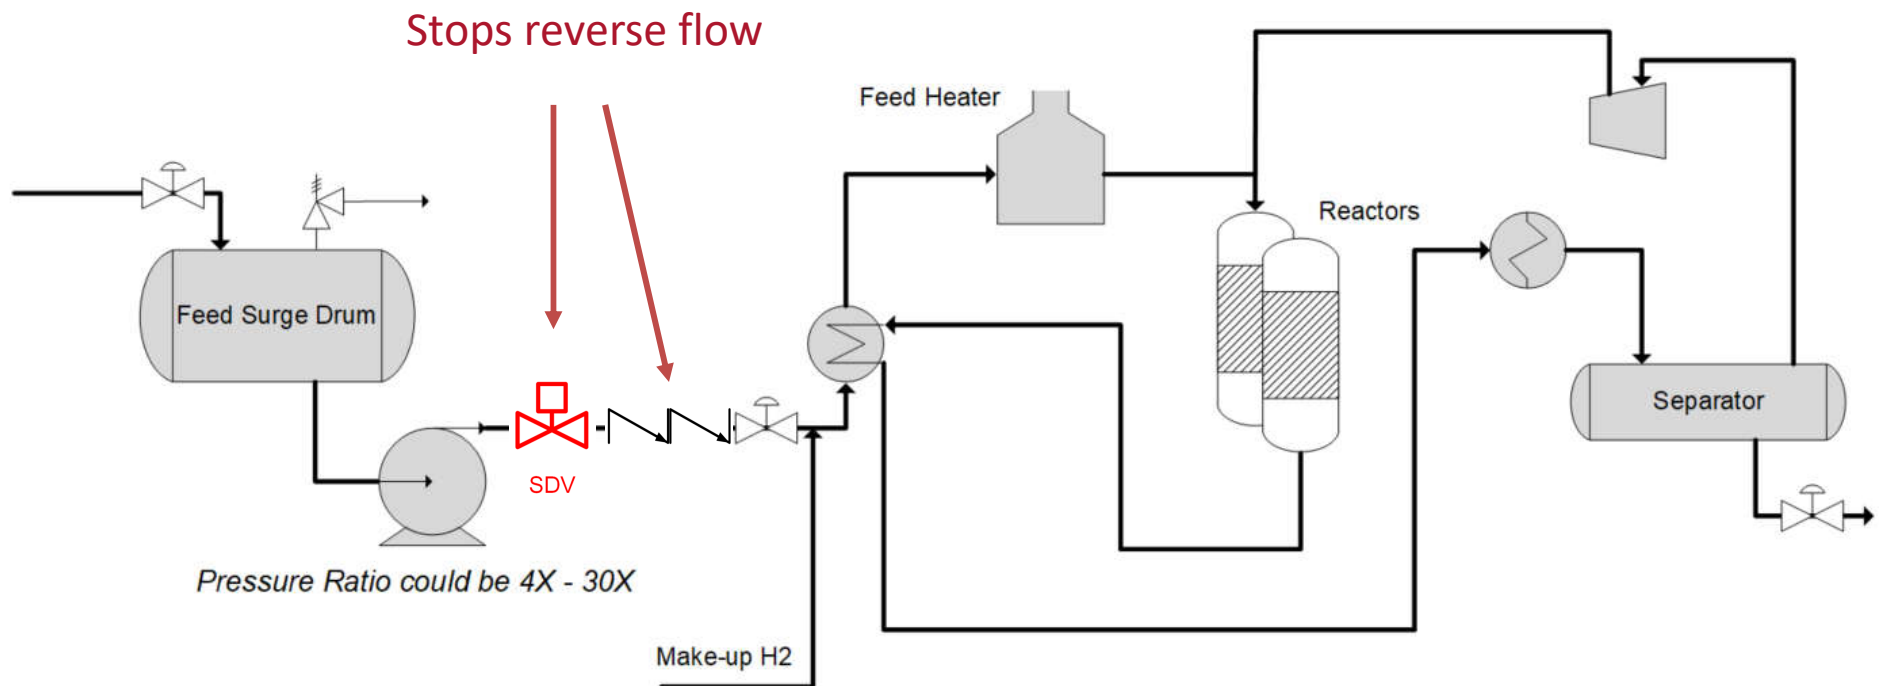 Stops reverse flow
Feed Heater
Reactors
Feed Surge Drum
Separator
SDV
Pressure Ratio could be 4X - 30X
Make-up H2